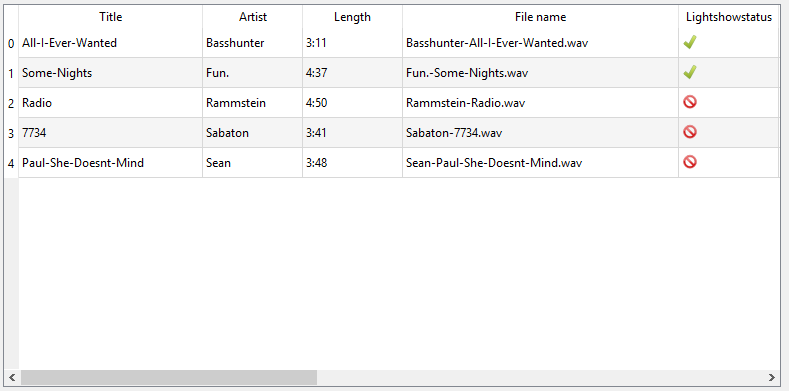 Title Artist Length File name Lightshowstatus
0 All-I-Ever-Wanted Basshunter 3:11 Basshunter-All-I-Ever-Wanted.wav
1 Some-Nights Fun. 4:37 Fun.-Some-Nights.wav
2 Radio Rammstein 4:50 Rammstein-Radio.wav
3 7734 Sabaton 3:41 Sabaton-7734.wav
4 Paul-She-Doesnt-Mind Sean 3:48 Sean-Paul-She-Doesnt-Mind.wav